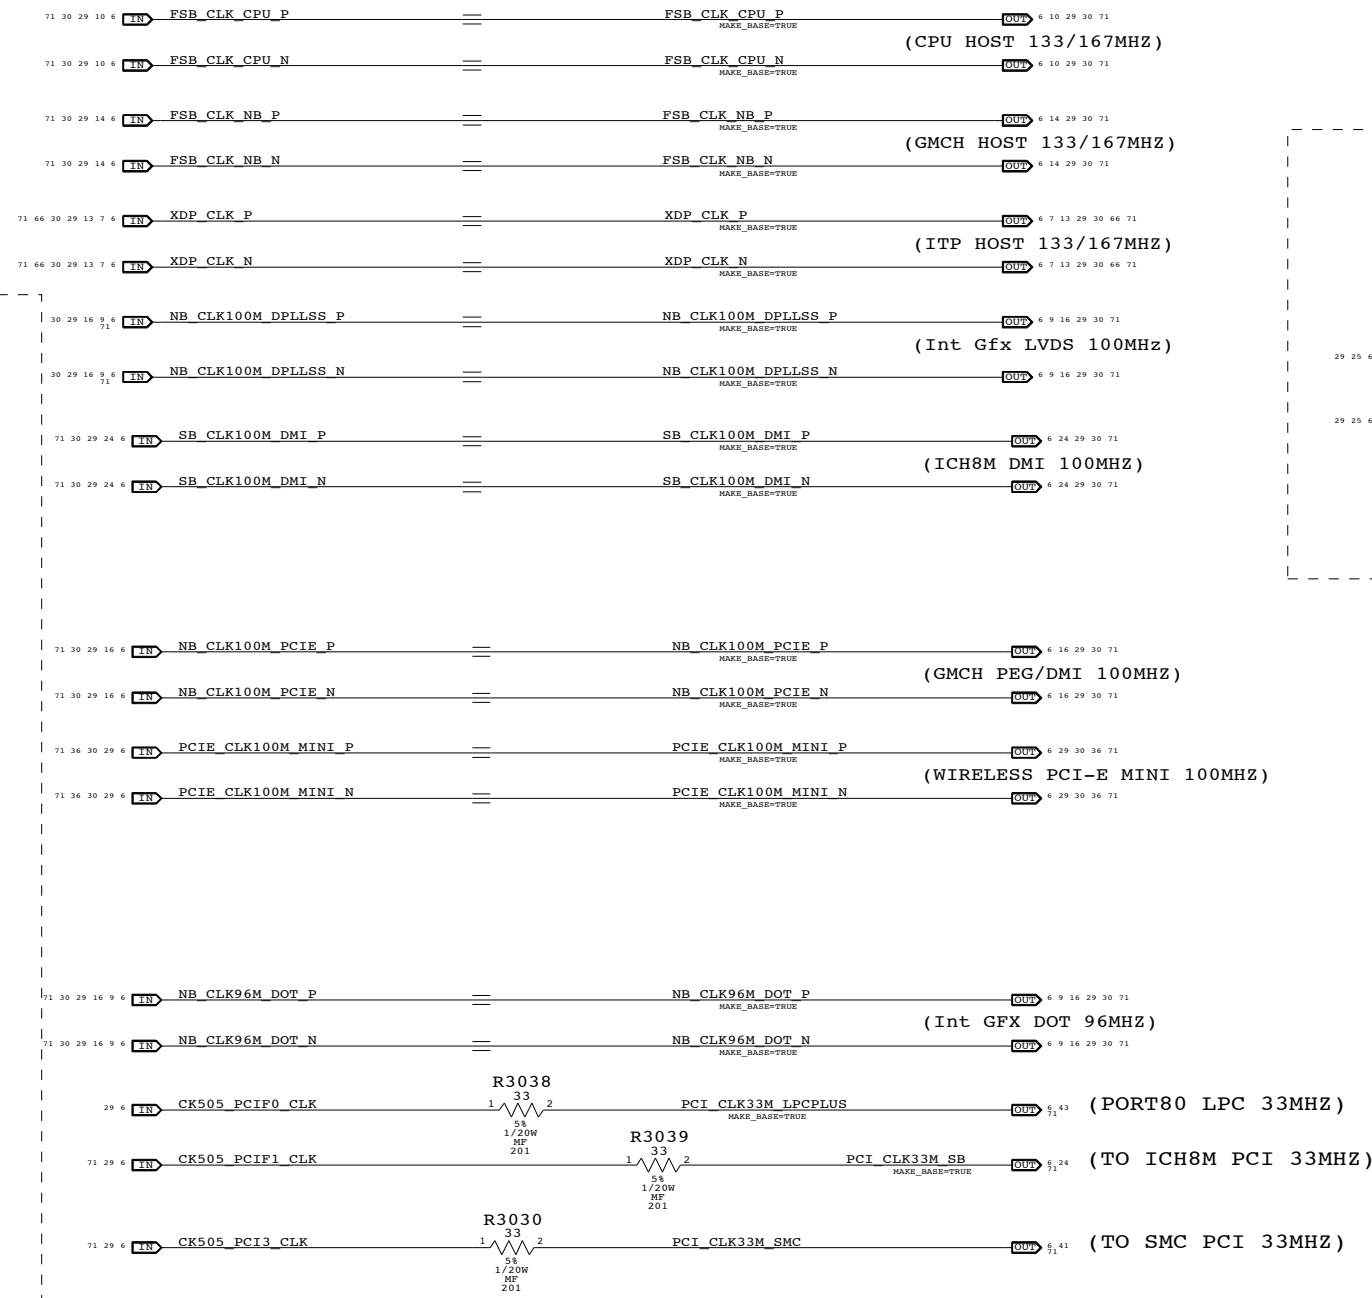 71 30 29 10 6 IN FSB_CLK_CPU_P FSB_CLK_CPU_P OUT 6 10 29 30 71
MAKE_BASE=TRUE
(CPU HOST 133/167MHZ)
71 30 29 10 6 IN FSB_CLK_CPU_N FSB_CLK_CPU_N OUT 6 10 29 30 71
MAKE_BASE=TRUE
71 30 29 14 6 IN FSB_CLK_NB_P FSB_CLK_NB_P OUT 6 14 29 30 71
MAKE_BASE=TRUE
(GMCH HOST 133/167MHZ)
71 30 29 14 6 IN FSB_CLK_NB_N FSB_CLK_NB_N OUT 6 14 29 30 71
MAKE_BASE=TRUE
71 66 30 29 13 7 6 IN XDP_CLK_P XDP_CLK_P OUT 6 7 13 29 30 66 71
MAKE_BASE=TRUE
(ITP HOST 133/167MHZ)
71 66 30 29 13 7 6 IN XDP_CLK_N XDP_CLK_N OUT 6 7 13 29 30 66 71
MAKE_BASE=TRUE
30 29 16 9 6 IN NB_CLK100M_DPLLSS_P NB_CLK100M_DPLLSS_P OUT 6 9 16 29 30 71
71 MAKE_BASE=TRUE
(Int Gfx LVDS 100MHz)
29 25 6
30 29 16 9 6 IN NB_CLK100M_DPLLSS_N NB_CLK100M_DPLLSS_N OUT 6 9 16 29 30 71
71 MAKE_BASE=TRUE
29 25 6
71 30 29 24 6 IN SB_CLK100M_DMI_P SB_CLK100M_DMI_P OUT 6 24 29 30 71
MAKE_BASE=TRUE
(ICH8M DMI 100MHZ)
71 30 29 24 6 IN SB_CLK100M_DMI_N SB_CLK100M_DMI_N OUT 6 24 29 30 71
MAKE_BASE=TRUE
71 30 29 16 6 IN NB_CLK100M_PCIE_P NB_CLK100M_PCIE_P OUT 6 16 29 30 71
MAKE_BASE=TRUE
(GMCH PEG/DMI 100MHZ)
71 30 29 16 6 IN NB_CLK100M_PCIE_N NB_CLK100M_PCIE_N OUT 6 16 29 30 71
MAKE_BASE=TRUE
71 36 30 29 6 IN PCIE_CLK100M_MINI_P PCIE_CLK100M_MINI_P OUT 6 29 30 36 71
MAKE_BASE=TRUE
(WIRELESS PCI-E MINI 100MHZ)
71 36 30 29 6 IN PCIE_CLK100M_MINI_N PCIE_CLK100M_MINI_N OUT 6 29 30 36 71
MAKE_BASE=TRUE
71 30 29 16 9 6 IN NB_CLK96M_DOT_P NB_CLK96M_DOT_P OUT 6 9 16 29 30 71
MAKE_BASE=TRUE
(Int GFX DOT 96MHZ)
71 30 29 16 9 6 IN NB_CLK96M_DOT_N NB_CLK96M_DOT_N OUT 6 9 16 29 30 71
MAKE_BASE=TRUE
R3038
33
29 6 IN CK505_PCIF0_CLK 1 2 PCI_CLK33M_LPCPLUS OUT 6 43 (PORT80 LPC 33MHZ)
71
MAKE_BASE=TRUE
5%
1/20W
MF
201
R3039
33
71 29 6 IN CK505_PCIF1_CLK 1 2 PCI_CLK33M_SB OUT 6 24 (TO ICH8M PCI 33MHZ)
71
MAKE_BASE=TRUE
5%
1/20W
MF
201
R3030
33
71 29 6 IN CK505_PCI3_CLK 1 2 PCI_CLK33M_SMC OUT 6 41 (TO SMC PCI 33MHZ)
71
5%
1/20W
MF
201